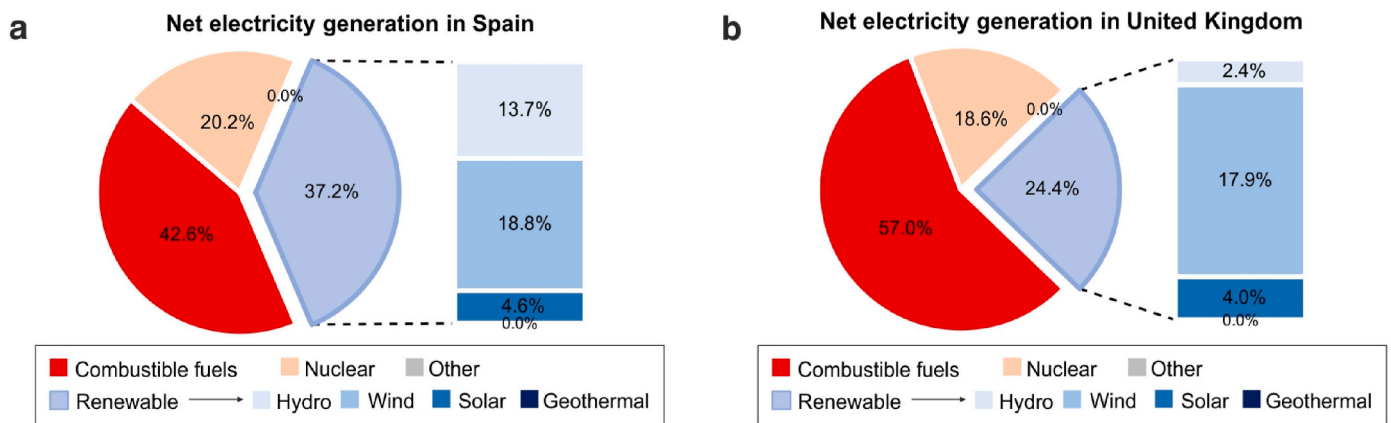 a
Net electricity generation in Spain
0.0%
20.2%
37.2%
42.6%
13.7%
18.8%
4.6%
0.0%
Combustible fuels Nuclear Other
Renewable Hydro Wind Solar Geothermal
b
Net electricity generation in United Kingdom
0.0%
18.6%
24.4%
57.0%
2.4%
17.9%
4.0%
0.0%
Combustible fuels Nuclear Other
Renewable Hydro Wind Solar Geothermal